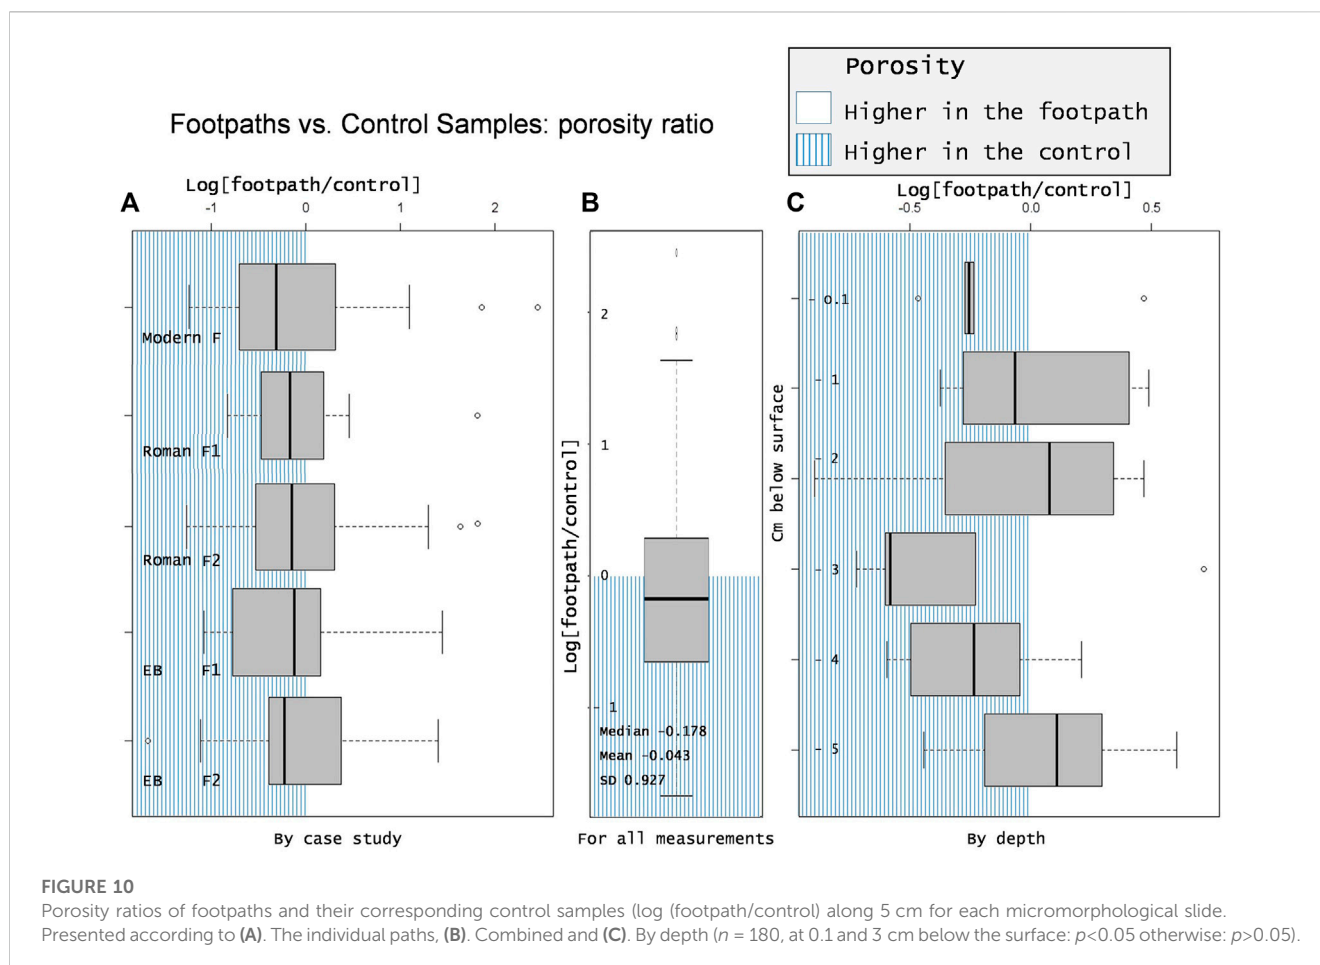 Porosity
Higher in the footpath
Higher in the control
Footpaths vs. Control Samples: porosity ratio
A
Log[footpath/control]
-1 0 1 2
Modern F
Roman F1
Roman F2
EB F1
EB F2
By case study
B
Log[footpath/control]
2
1
0
- 1
Median -0.178
Mean -0.043
SD 0.927
For all measurements
C
Log[footpath/control]
-0.5 0.0 0.5
Cm below surface
- 0.1
- 1
- 2
- 3
- 4
- 5
By depth
FIGURE 10
Porosity ratios of footpaths and their corresponding control samples (log (footpath/control) along 5 cm for each micromorphological slide.
Presented according to (A). The individual paths, (B). Combined and (C). By depth (n = 180, at 0.1 and 3 cm below the surface: p<0.05 otherwise: p>0.05).